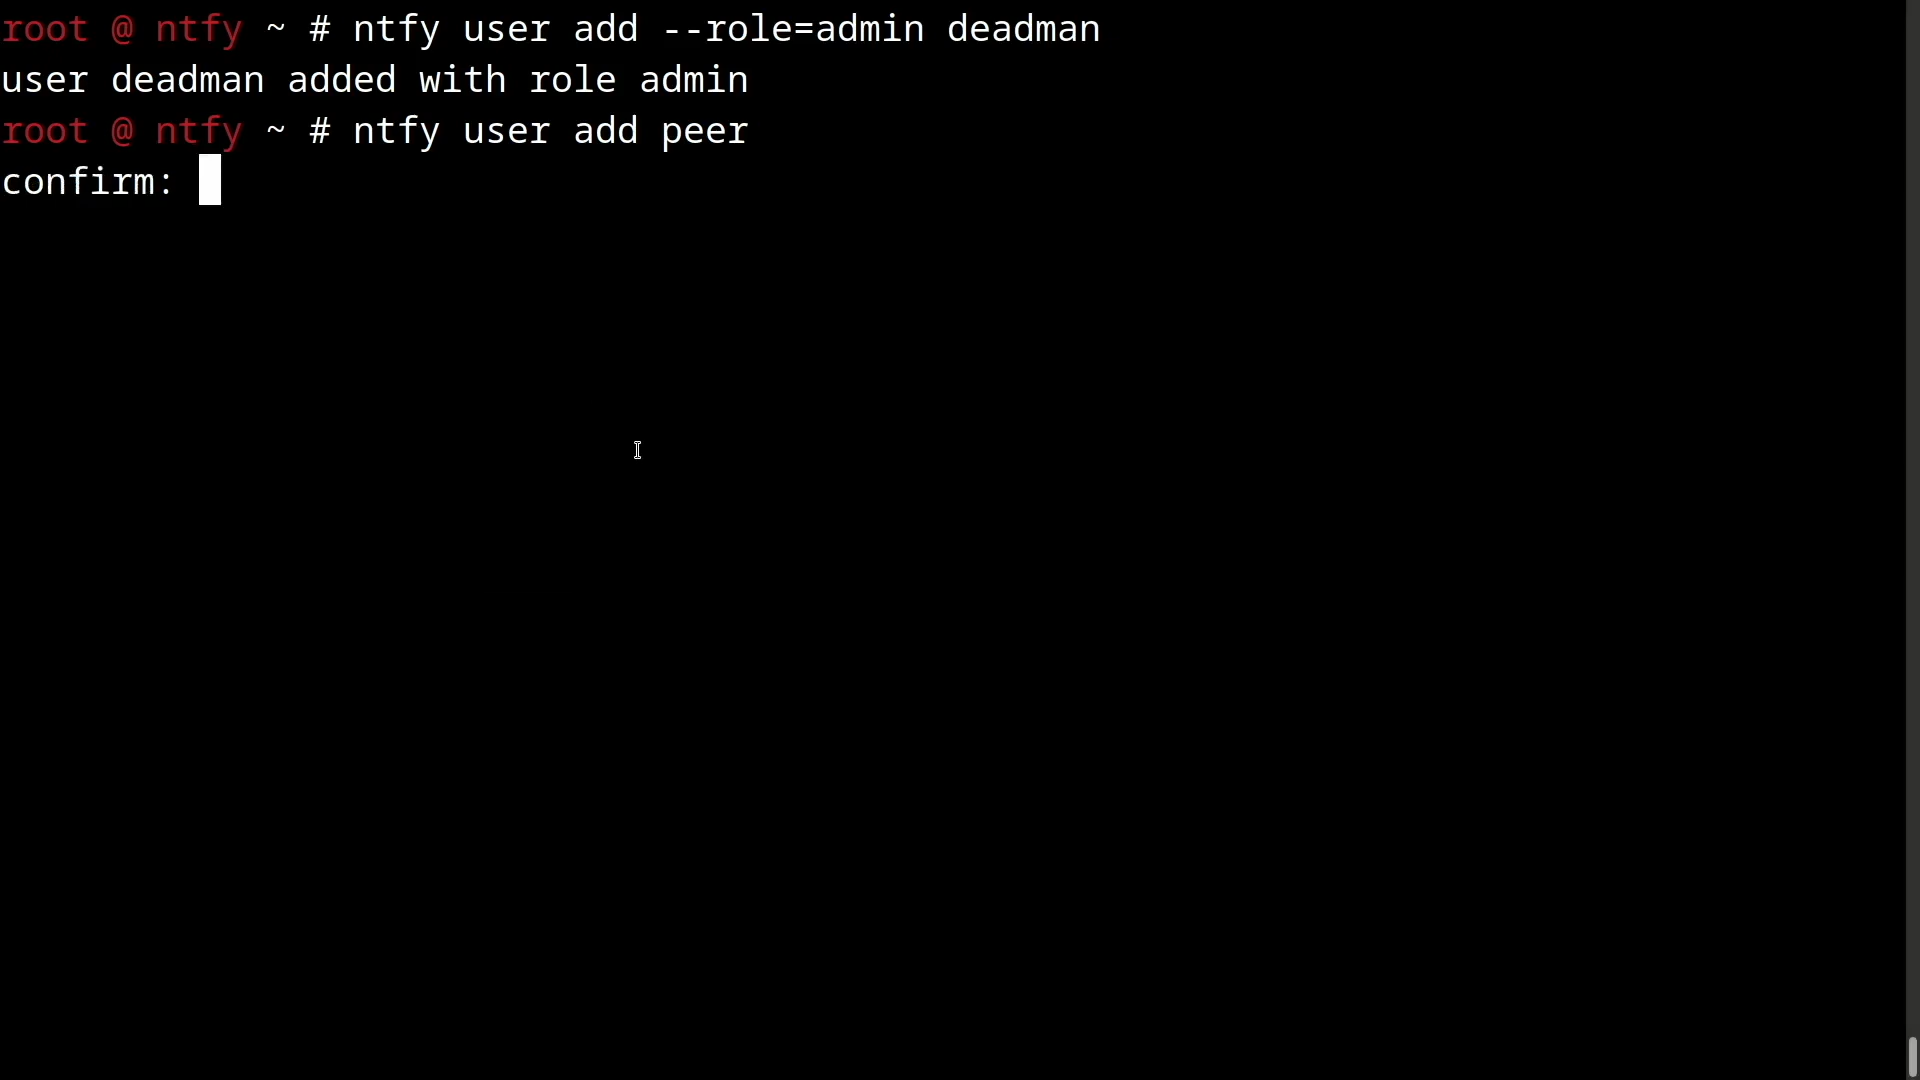 root @ ntfy ~ # ntfy user add --role=admin deadman
user deadman added with role admin
root @ ntfy ~ # ntfy user add peer
confirm: